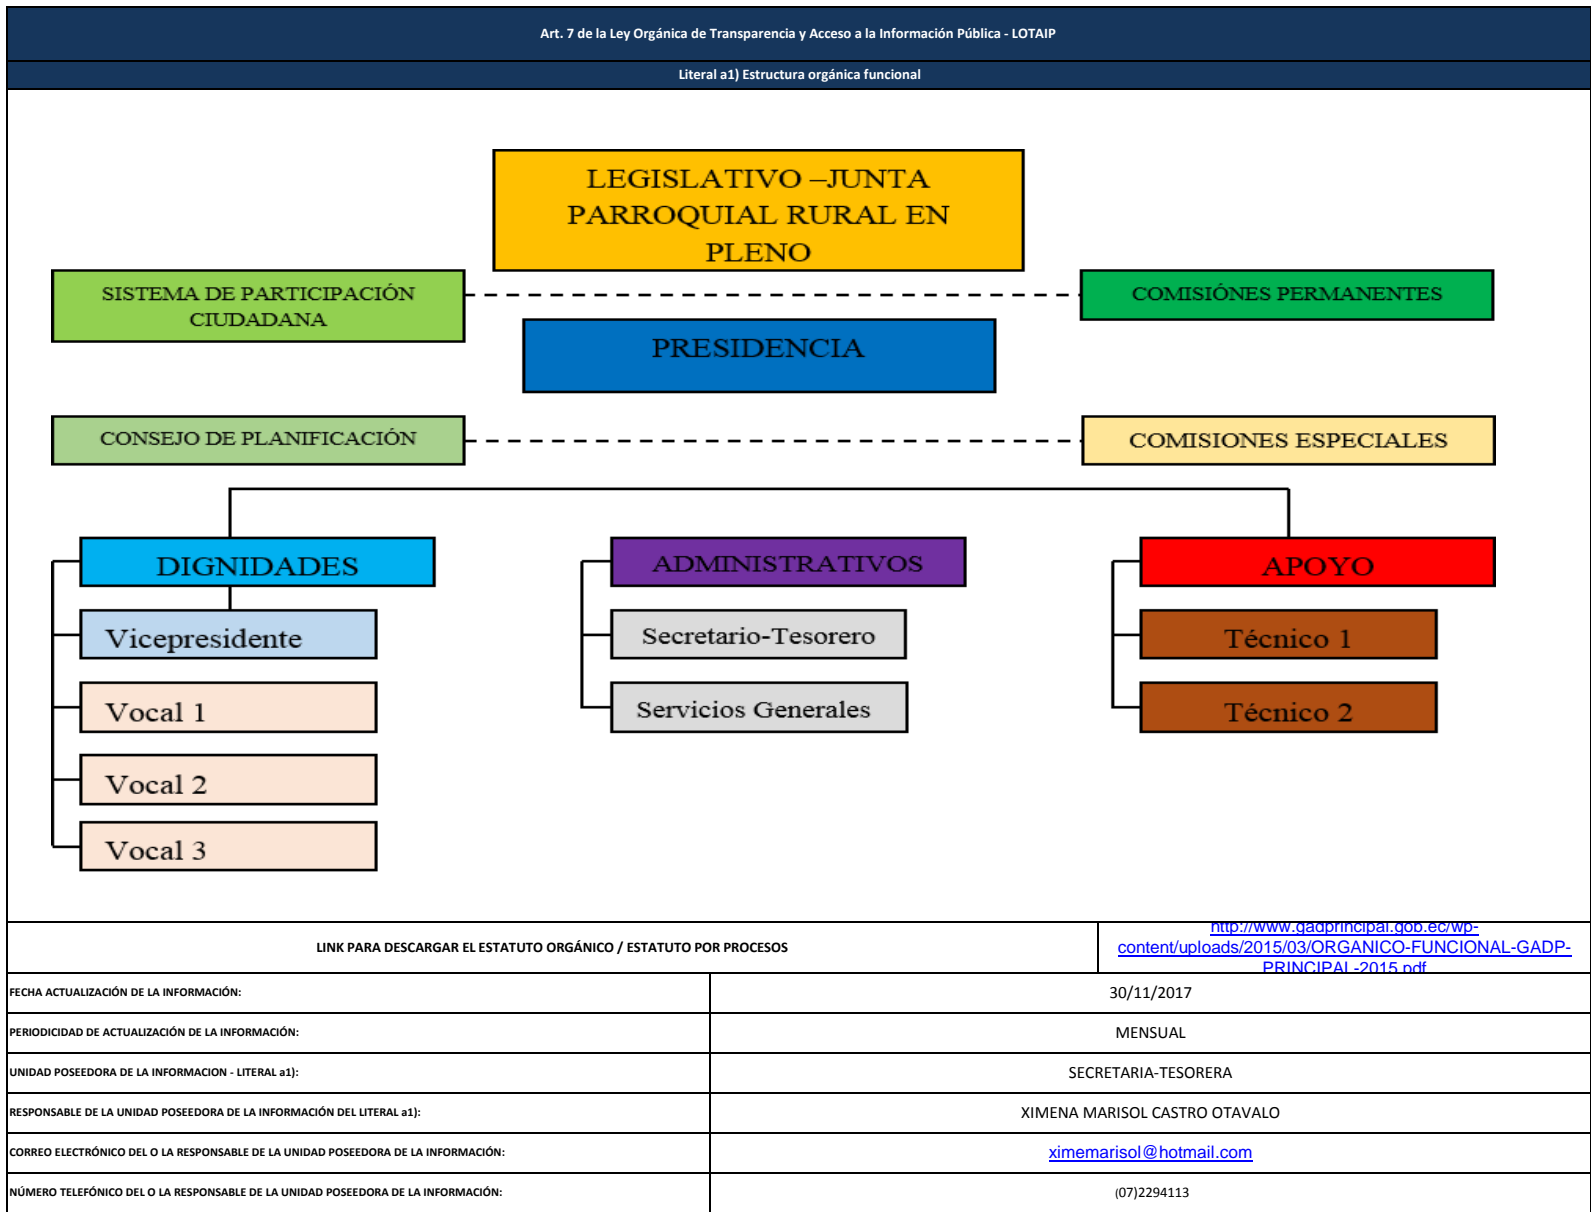 Art. 7 de la Ley Orgánica de Transparencia y Acceso a la Información Pública - LOTAIP
Literal a1) Estructura orgánica funcional
LEGISLATIVO –JUNTA
PARROQUIAL RURAL EN
PLENO
SISTEMA DE PARTICIPACIÓN
CIUDADANA
COMISIÓNES PERMANENTES
PRESIDENCIA
CONSEJO DE PLANIFICACIÓN
COMISIONES ESPECIALES
DIGNIDADES
Vicepresidente
Vocal 1
Vocal 2
Vocal 3
ADMINISTRATIVOS
Secretario-Tesorero
Servicios Generales
APOYO
Técnico 1
Técnico 2
LINK PARA DESCARGAR EL ESTATUTO ORGÁNICO / ESTATUTO POR PROCESOS
http://www.gadprincipal.gob.ec/wp-
content/uploads/2015/03/ORGANICO-FUNCIONAL-GADP-
PRINCIPAL-2015.pdf
FECHA ACTUALIZACIÓN DE LA INFORMACIÓN:
30/11/2017
PERIODICIDAD DE ACTUALIZACIÓN DE LA INFORMACIÓN:
MENSUAL
UNIDAD POSEEDORA DE LA INFORMACION - LITERAL a1):
SECRETARIA-TESORERA
RESPONSABLE DE LA UNIDAD POSEEDORA DE LA INFORMACIÓN DEL LITERAL a1):
XIMENA MARISOL CASTRO OTAVALO
CORREO ELECTRÓNICO DEL O LA RESPONSABLE DE LA UNIDAD POSEEDORA DE LA INFORMACIÓN:
ximemarisol@hotmail.com
NÚMERO TELEFÓNICO DEL O LA RESPONSABLE DE LA UNIDAD POSEEDORA DE LA INFORMACIÓN:
(07)2294113